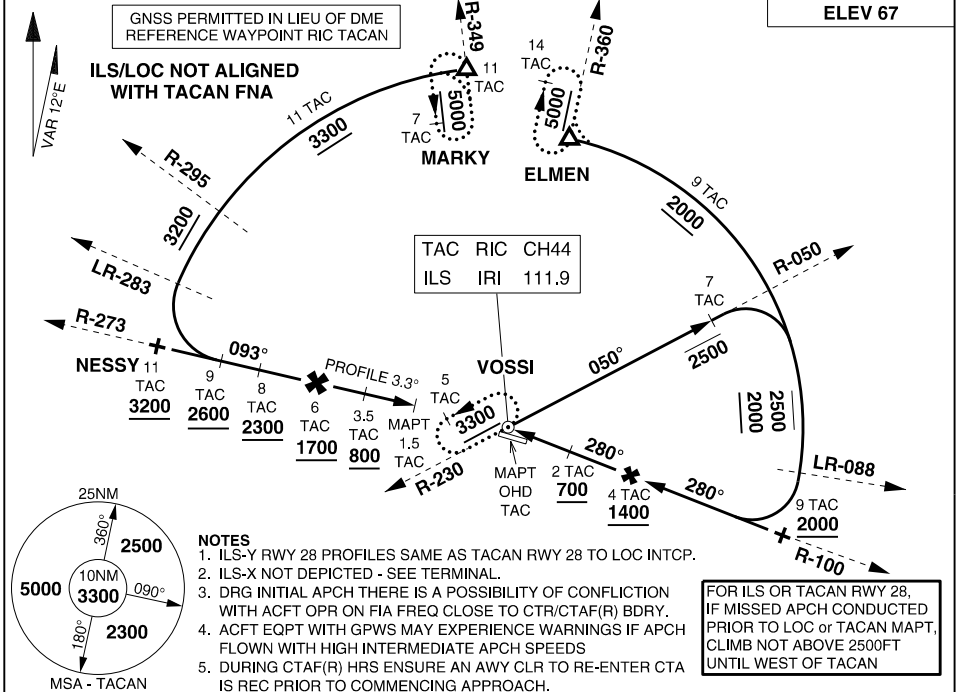 GNSS PERMITTED IN LIEU OF DME
REFERENCE WAYPOINT RIC TACAN
ELEV 67
VAR 12°E
ILS/LOC NOT ALIGNED
WITH TACAN FNA
R-349
11
TAC
R-360
14
TAC
11 TAC
3300
7
TAC
5000
MARKY
5000
ELMEN
R-295
3200
LR-283
R-273
9 TAC
2000
TAC RIC CH44
ILS IRI 111.9
R-050
7
TAC
2500
050°
VOSSI
NESSY
11
TAC
3200
093°
9
TAC
2600
8
TAC
2300
6
TAC
1700
PROFILE 3.3°
3.5
TAC
800
MAPT
1.5
TAC
5
TAC
3300
R-230
MAPT
OHD
TAC
280°
2 TAC
700
4 TAC
1400
280°
2500
2000
LR-088
9 TAC
2000
R-100
25NM
360°
2500
5000
10NM
3300
090°
180°
2300
MSA - TACAN
NOTES
1. ILS-Y RWY 28 PROFILES SAME AS TACAN RWY 28 TO LOC INTCP.
2. ILS-X NOT DEPICTED - SEE TERMINAL.
3. DRG INITIAL APCH THERE IS A POSSIBILITY OF CONFLICTION
WITH ACFT OPR ON FIA FREQ CLOSE TO CTR/CTAF(R) BDRY.
4. ACFT EQPT WITH GPWS MAY EXPERIENCE WARNINGS IF APCH
FLOWN WITH HIGH INTERMEDIATE APCH SPEEDS
5. DURING CTAF(R) HRS ENSURE AN AWY CLR TO RE-ENTER CTA
IS REC PRIOR TO COMMENCING APPROACH.
FOR ILS OR TACAN RWY 28,
IF MISSED APCH CONDUCTED
PRIOR TO LOC or TACAN MAPT,
CLIMB NOT ABOVE 2500FT
UNTIL WEST OF TACAN